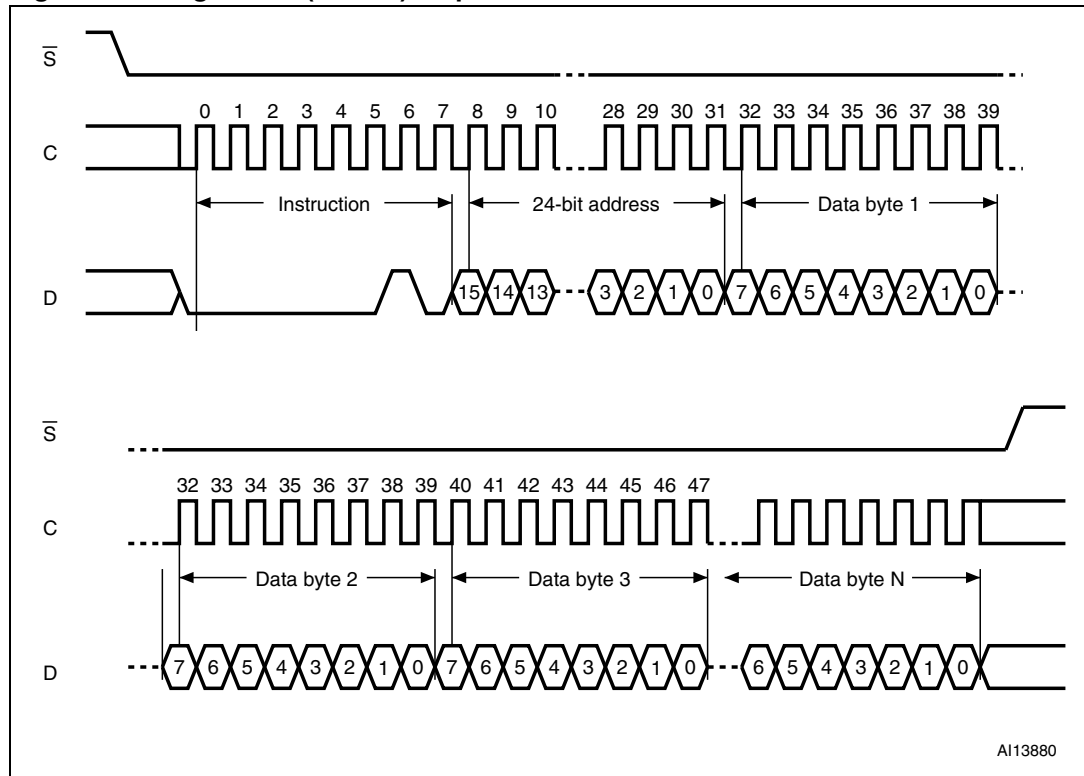 S
0 1 2 3 4 5 6 7 8 9 10 28 29 30 31 32 33 34 35 36 37 38 39
C
Instruction 24-bit address Data byte 1
D 15 14 13 3 2 1 0 7 6 5 4 3 2 1 0
S
32 33 34 35 36 37 38 39 40 41 42 43 44 45 46 47
C
Data byte 2 Data byte 3 Data byte N
D 7 6 5 4 3 2 1 0 7 6 5 4 3 2 1 0 6 5 4 3 2 1 0
AI13880